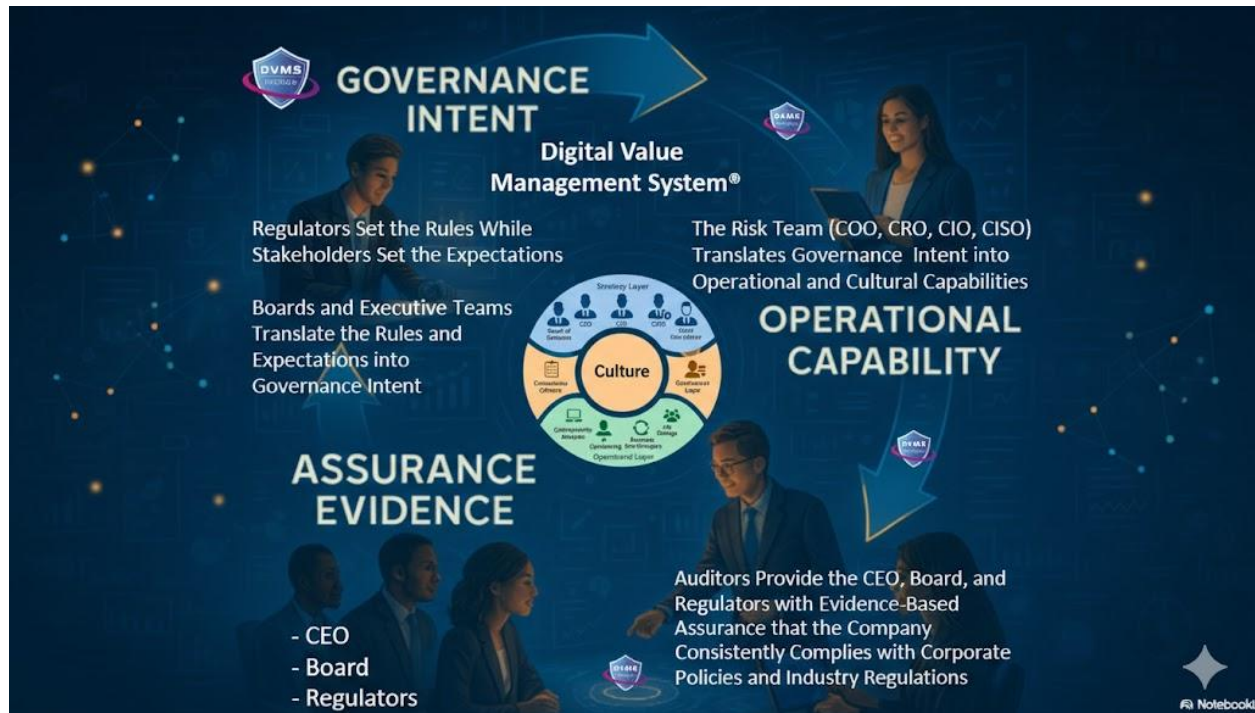 DVMS
GOVERNANCE
INTENT
Digital Value
Management System®
Regulators Set the Rules While
Stakeholders Set the Expectations
Boards and Executive Teams
Translate the Rules and
Expectations into
Governance Intent
The Risk Team (COO, CRO, CIO, CISO)
Translates Governance Intent into
Operational and Cultural Capabilities
OPERATIONAL
CAPABILITY
Layer
Culture
Layer
ASSURANCE
EVIDENCE
- CEO
- Board
- Regulators
Auditors Provide the CEO, Board, and
Regulators with Evidence-Based
Assurance that the Company
Consistently Complies with Corporate
Policies and Industry Regulations